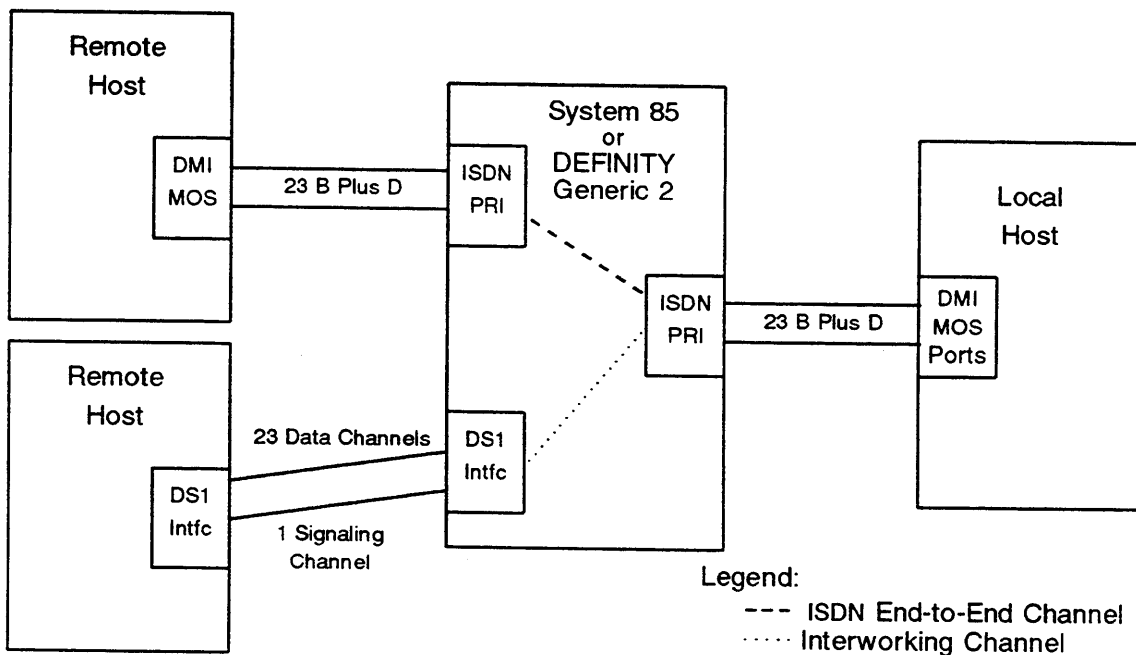 Remote
Host
DMI
MOS
23 B Plus D
ISDN
PRI
System 85
or
DEFINITY
Generic 2
ISDN
PRI
23 B Plus D
Local
Host
DMI
MOS
Ports
Remote
Host
DS1
Intfc
23 Data Channels
1 Signaling
Channel
DS1
Intfc
Legend:
ISDN End-to-End Channel
Interworking Channel